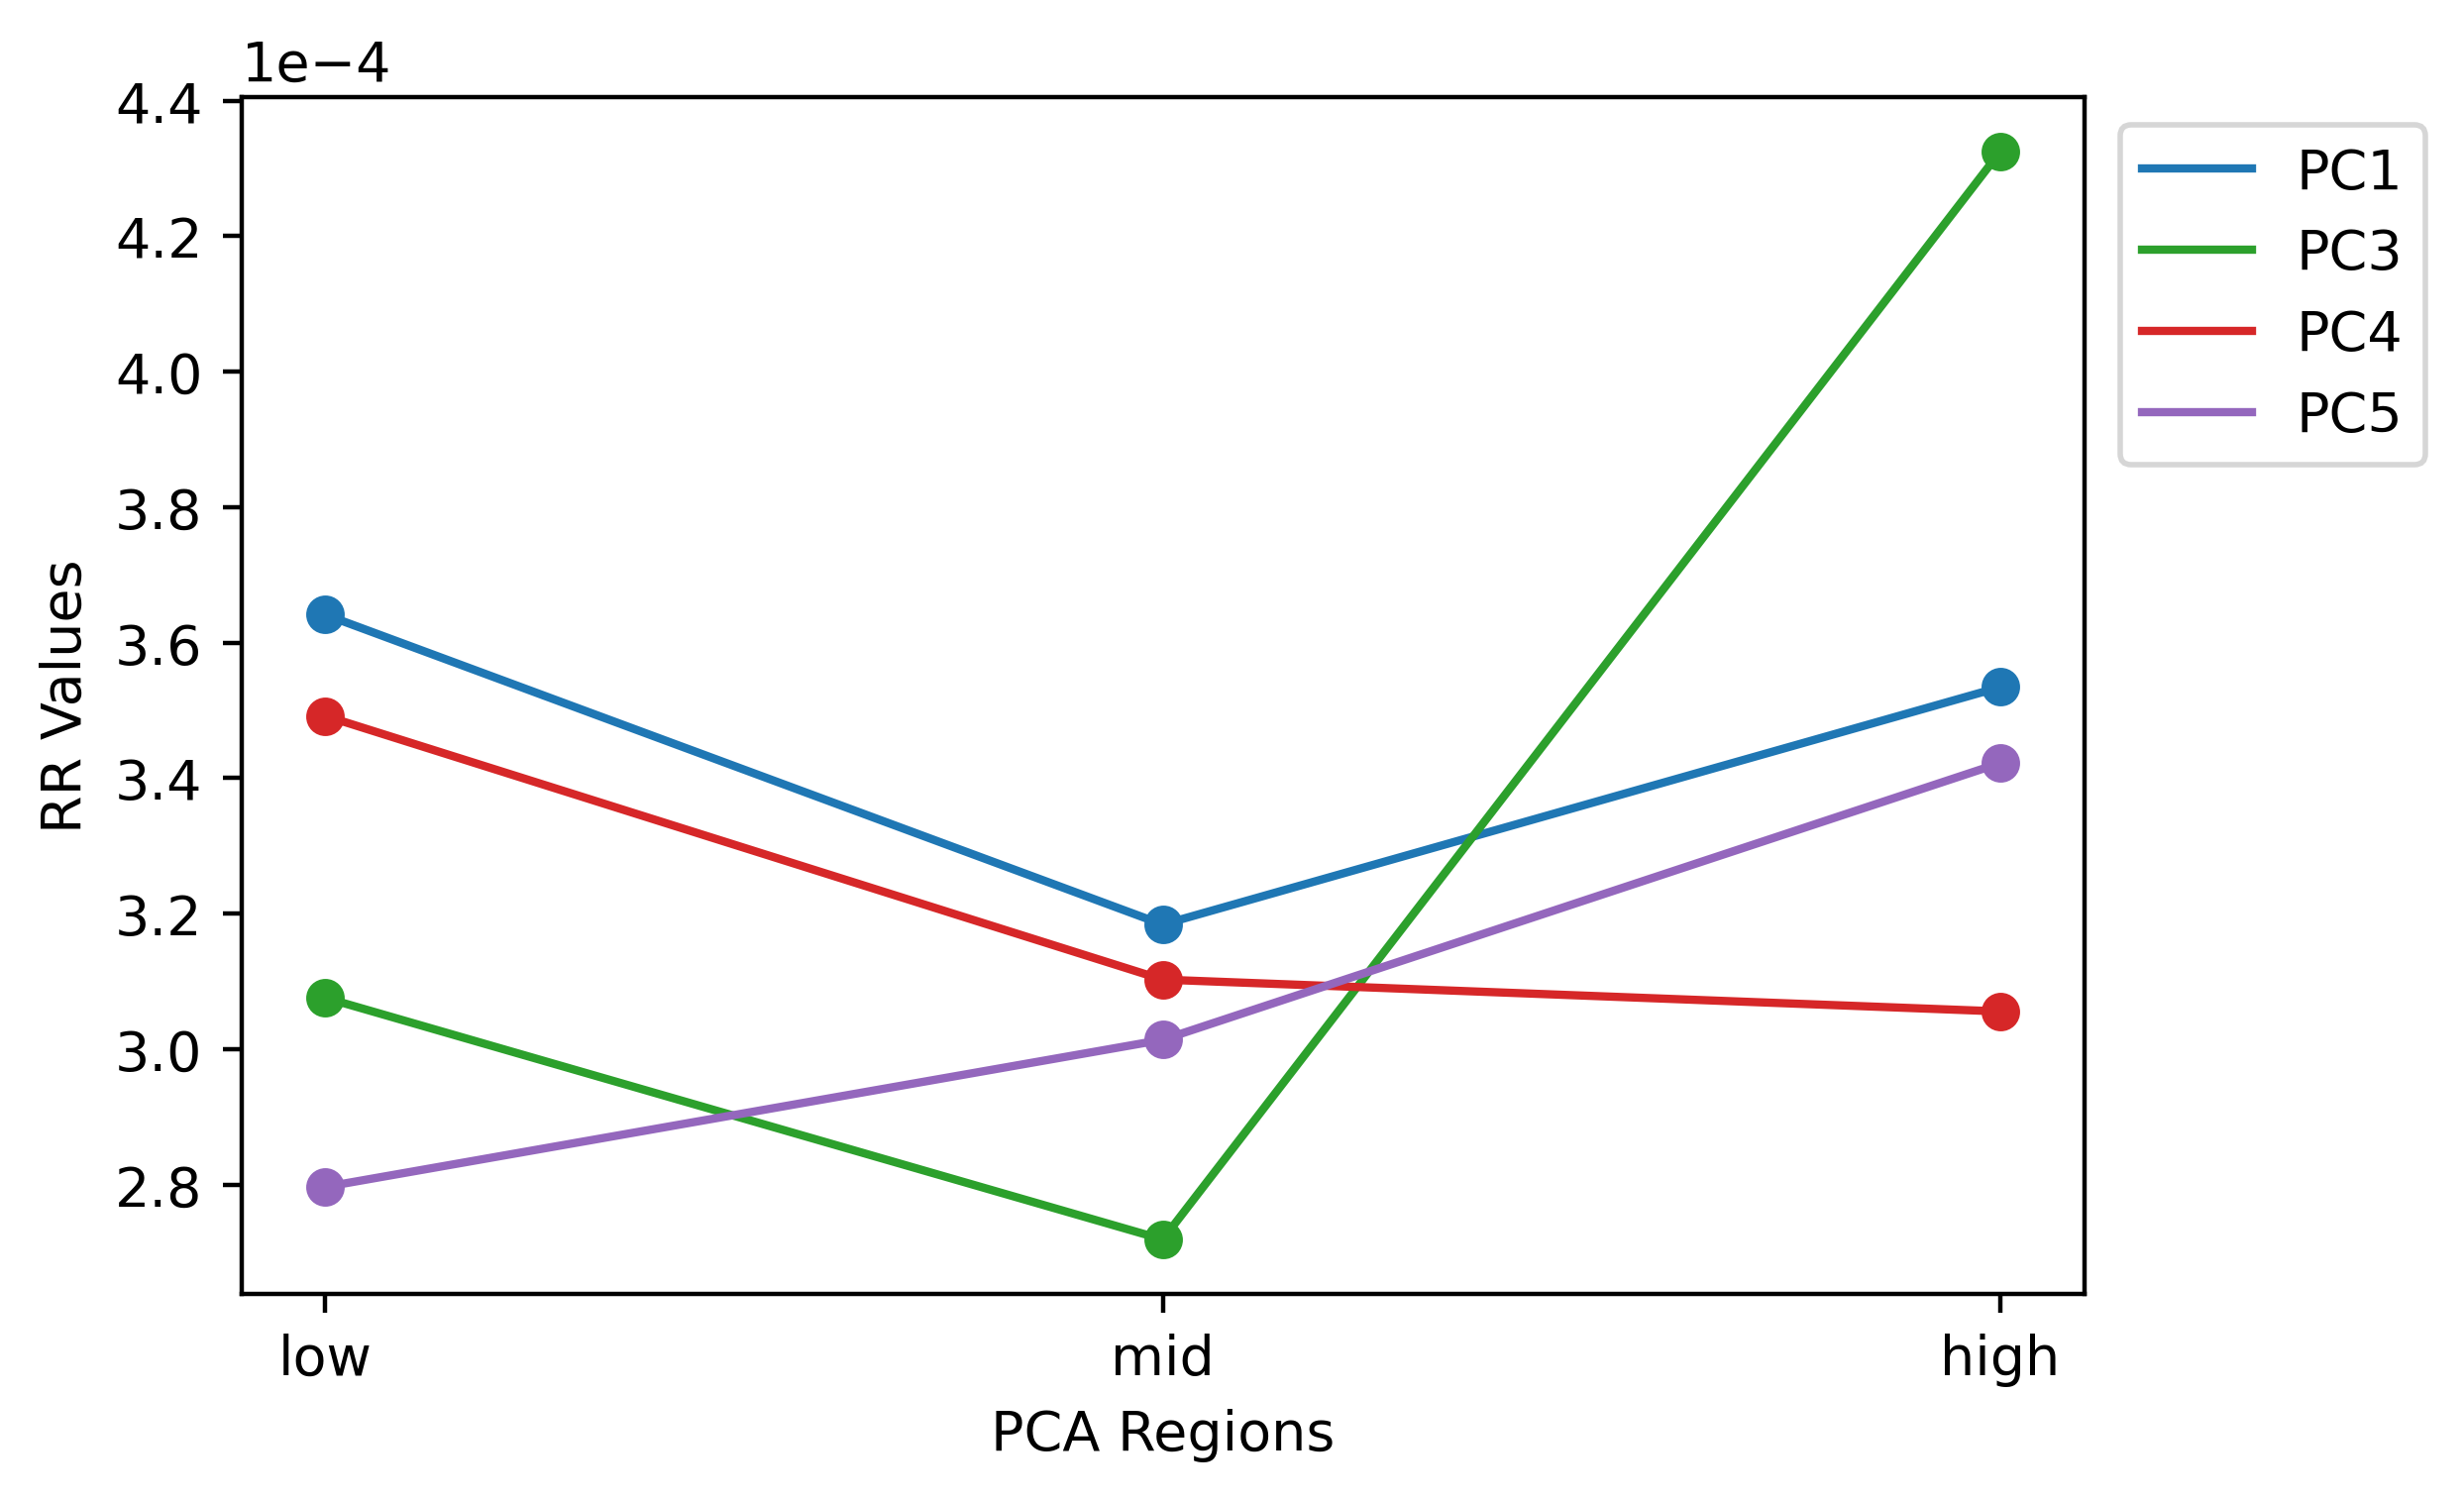 1e−4
4.4
4.2
4.0
3.8
3.6
3.4
3.2
3.0
2.8
RR Values
low
mid
high
PCA Regions
PC1
PC3
PC4
PC5